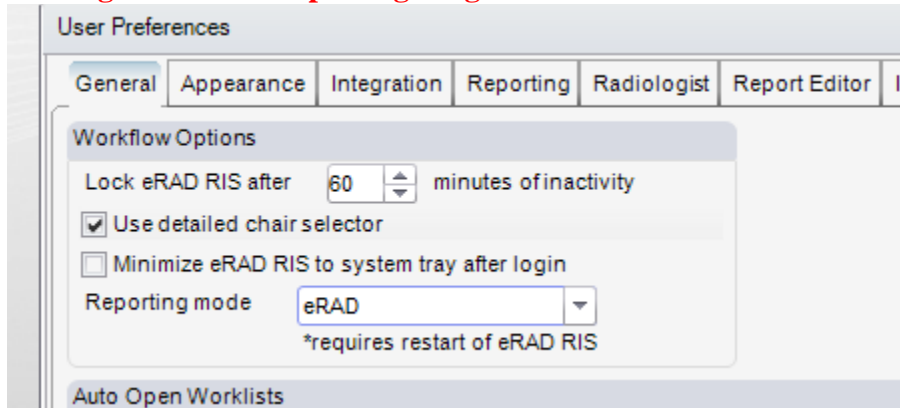 User Preferences
General Appearance Integration Reporting Radiologist Report Editor
Workflow Options
Lock eRAD RIS after 60 minutes of inactivity
Use detailed chair selector
Minimize eRAD RIS to system tray after login
Reporting mode eRAD
*requires restart of eRAD RIS
Auto Open Worklists